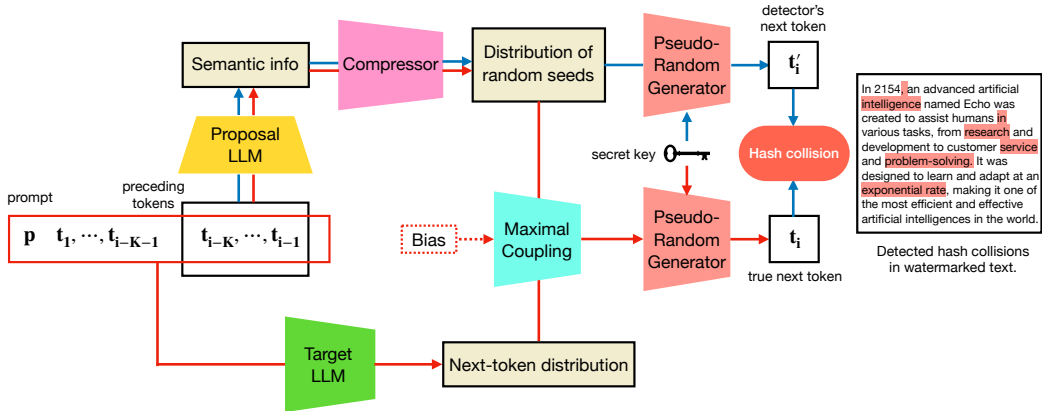 Semantic info
Compressor
Distribution of
random seeds
Pseudo-
Random
Generator
detector's
next token
t'i
Proposal
LLM
secret key
Hash collision
In 2154, an advanced artificial
intelligence named Echo was
created to assist humans in
various tasks, from research and
development to customer service
and problem-solving. It was
designed to learn and adapt at an
exponential rate, making it one of
the most efficient and effective
artificial intelligences in the world.
Detected hash collisions
in watermarked text.
prompt
preceding
tokens
p t1, ⋯, ti−K−1
ti−K, ⋯, ti−1
Bias
Maximal
Coupling
Pseudo-
Random
Generator
ti
true next token
Target
LLM
Next-token distribution